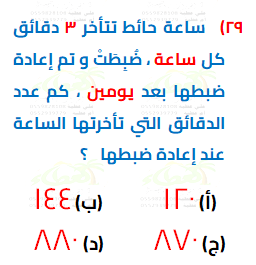 ٢٩) ساعة حائط تتأخر ٣ دقائق
كل ساعة ، ضُبِطَتْ و تم إعادة
ضبطها بعد يومين ، كم عدد
الدقائق التي تأخرتها الساعة
عند إعادة ضبطها ؟
(أ) ١٢٠ (ب) ١٤٤
(ج) ٨٧٠ (د) ٨٨٠